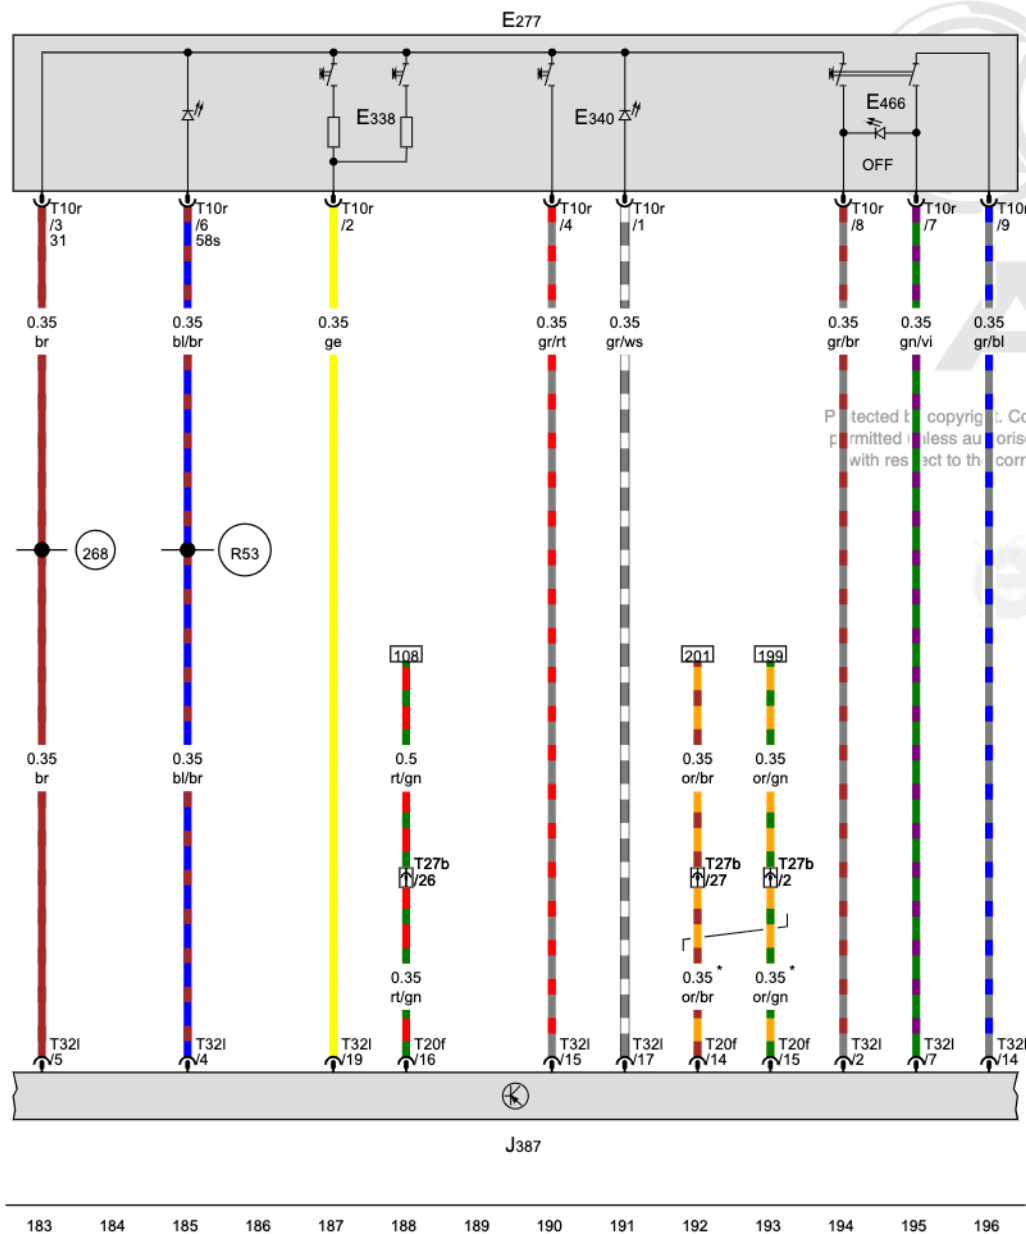 E277
E338
E340
E466
OFF
T10r
/3
31
T10r
/6
58s
T10r
/2
T10r
/4
T10r
/1
T10r
/8
T10r
/7
T10r
/9
0.35
br
0.35
bl/br
0.35
ge
0.35
gr/rt
0.35
gr/ws
0.35
gr/br
0.35
gn/vi
0.35
gr/bl
268
R53
108
201
199
0.35
br
0.35
bl/br
0.5
rt/gn
0.35
or/br
0.35
or/gn
T27b
/26
T27b
/27
T27b
/2
0.35
rt/gn
0.35 *
or/br
0.35 *
or/gn
T32l
/5
T32l
/4
T32l
/19
T20f
/16
T32l
/15
T32l
/17
T20f
/14
T20f
/15
T32l
/2
T32l
/7
T32l
/14
J387
183 184 185 186 187 188 189 190 191 192 193 194 195 196